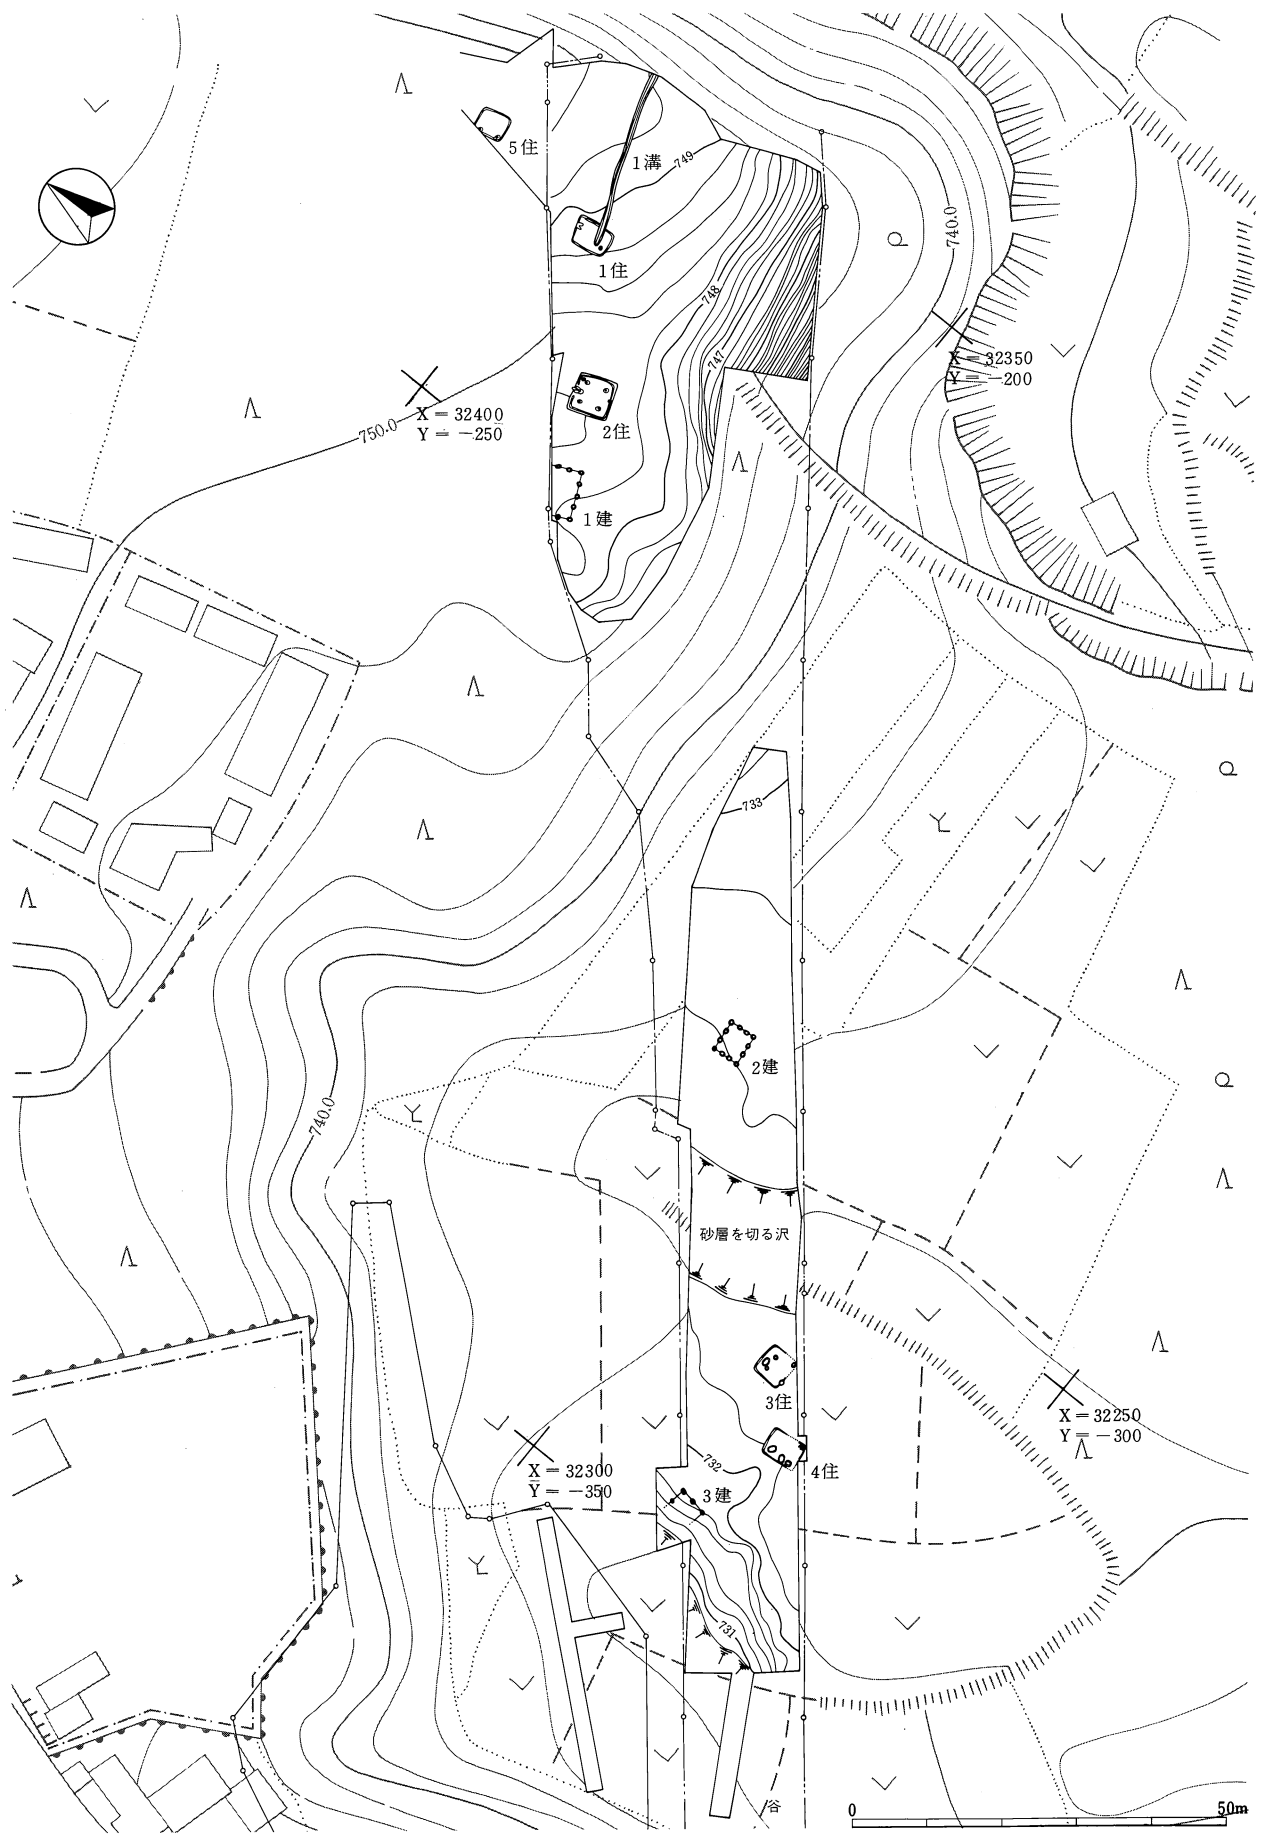 5住
1溝
749
1住
740.0
748
X = 32350
Y = -200
747
X = 32400
Y = -250
750.0
2住
1建
733
2建
740.0
砂層を切る沢
3住
X = 32250
Y = -300
4住
732
X = 32300
Y = -350
3建
731
谷
0
50m